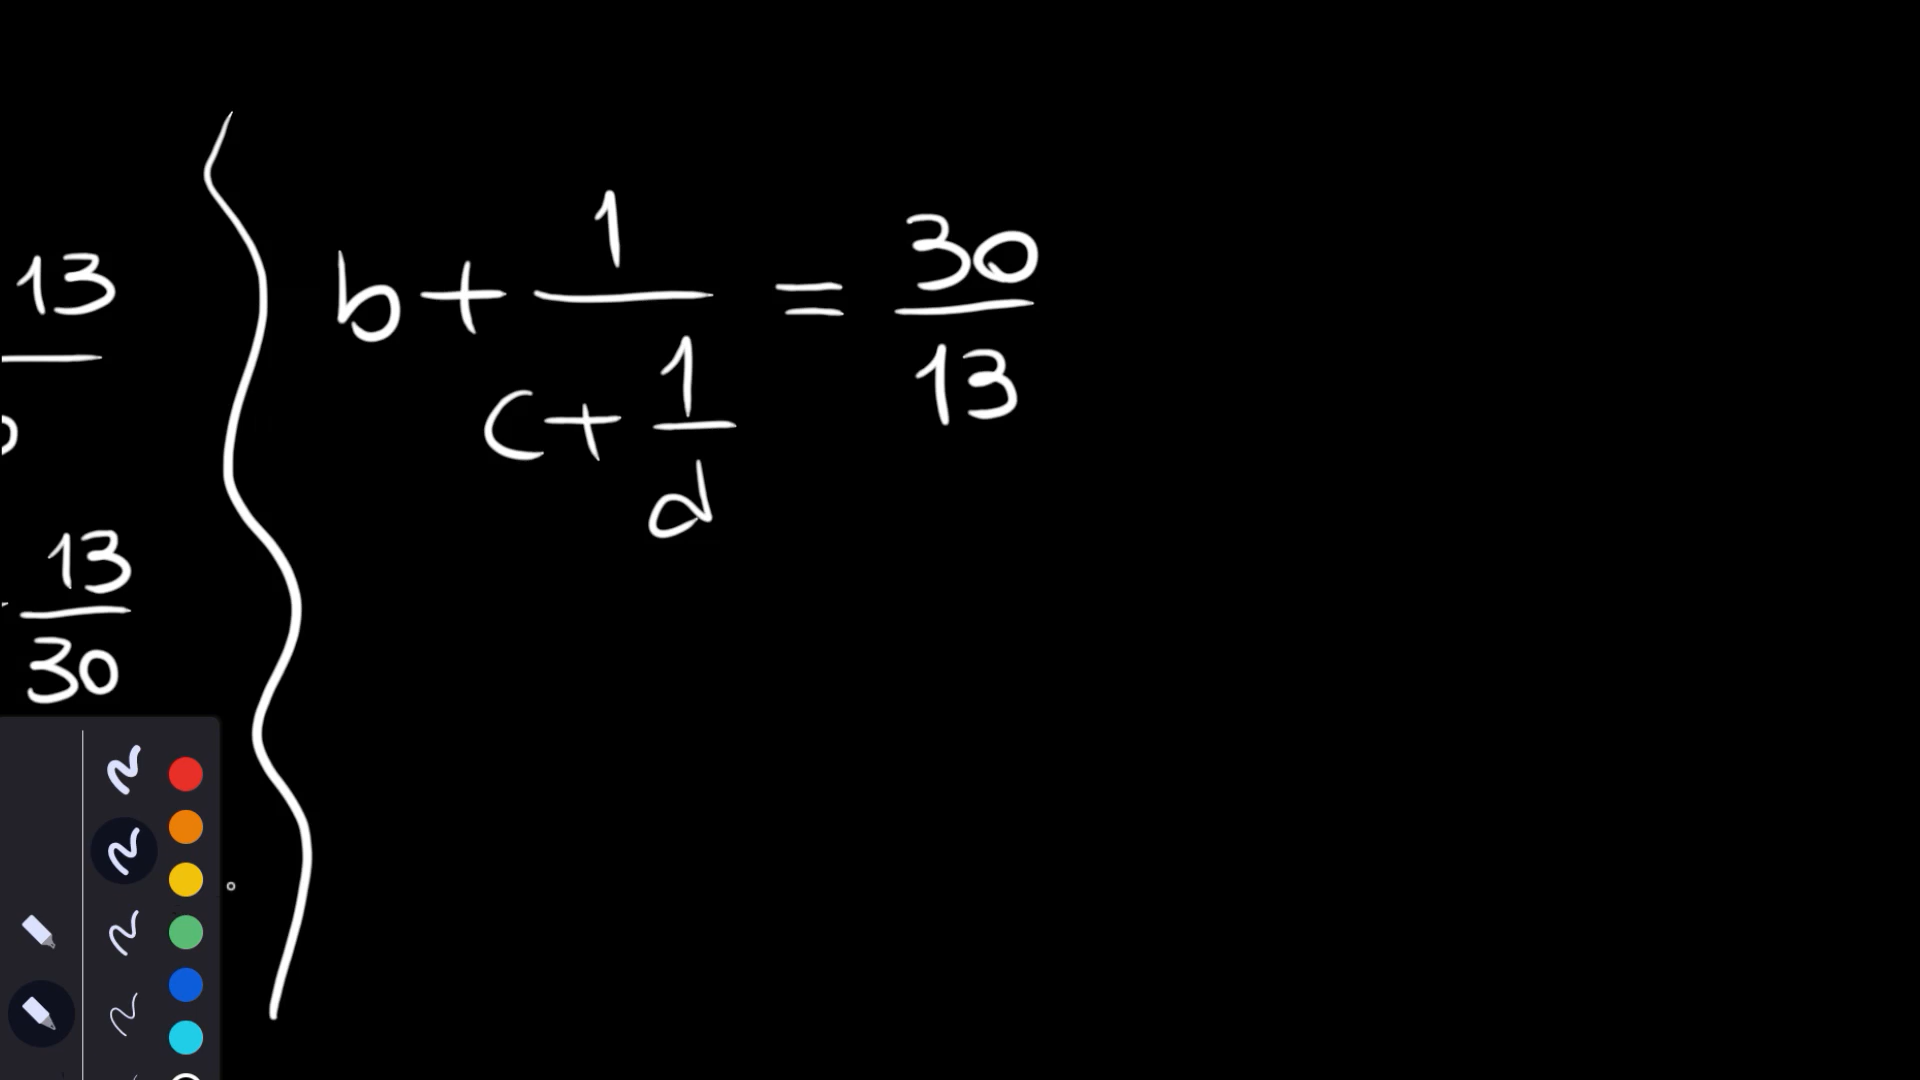 13
13
30
b + 1/(c + 1/d) = 30/13